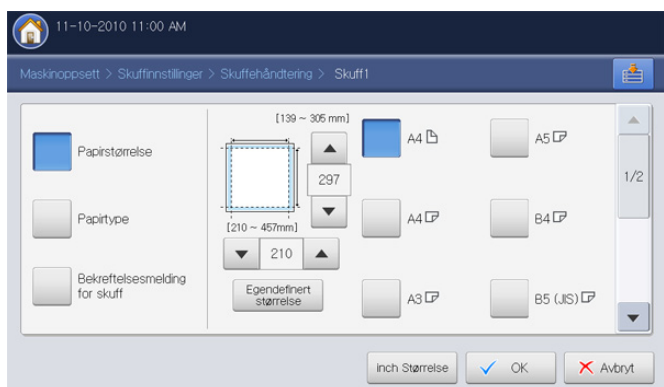 11-10-2010 11:00 AM
Maskinoppsett > Skuffinnstillinger > Skuffehåndtering > Skuff1
Papirstørrelse
Papirtype
Bekreftelsesmelding
for skuff
[139 ~ 305 mm]
297
[210 ~ 457mm]
210
Egendefinert
størrelse
A4
A5
A4
B4
A3
B5 (JIS)
1/2
inch Størrelse
OK
Avbryt